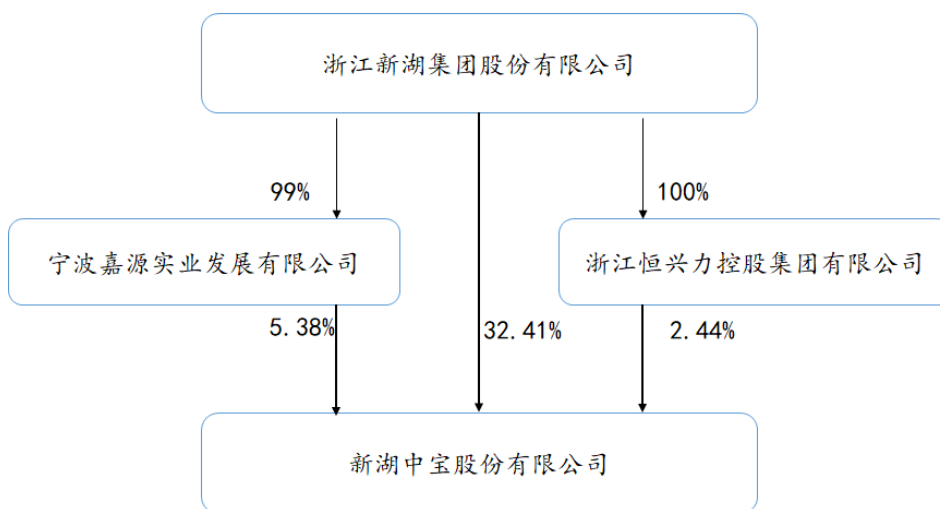 浙江新湖集团股份有限公司
99%
100%
宁波嘉源实业发展有限公司
浙江恒兴力控股集团有限公司
5.38%
32.41%
2.44%
新湖中宝股份有限公司